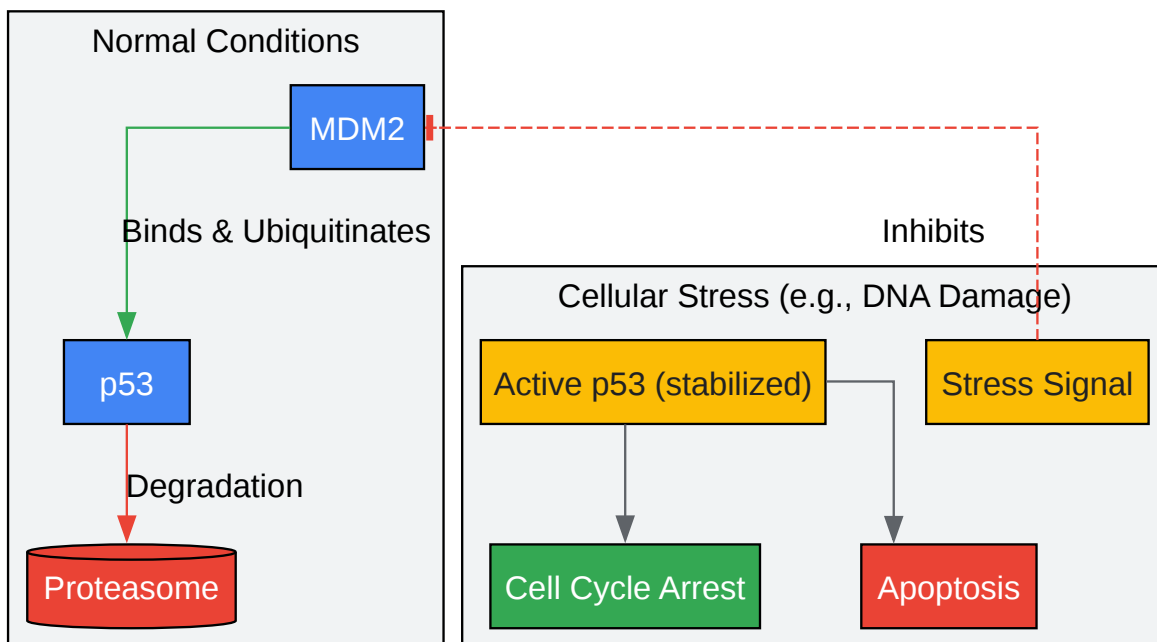 Normal Conditions
MDM2
Binds & Ubiquitinates
Inhibits
Cellular Stress (e.g., DNA Damage)
p53
Active p53 (stabilized)
Stress Signal
Degradation
Proteasome
Cell Cycle Arrest
Apoptosis